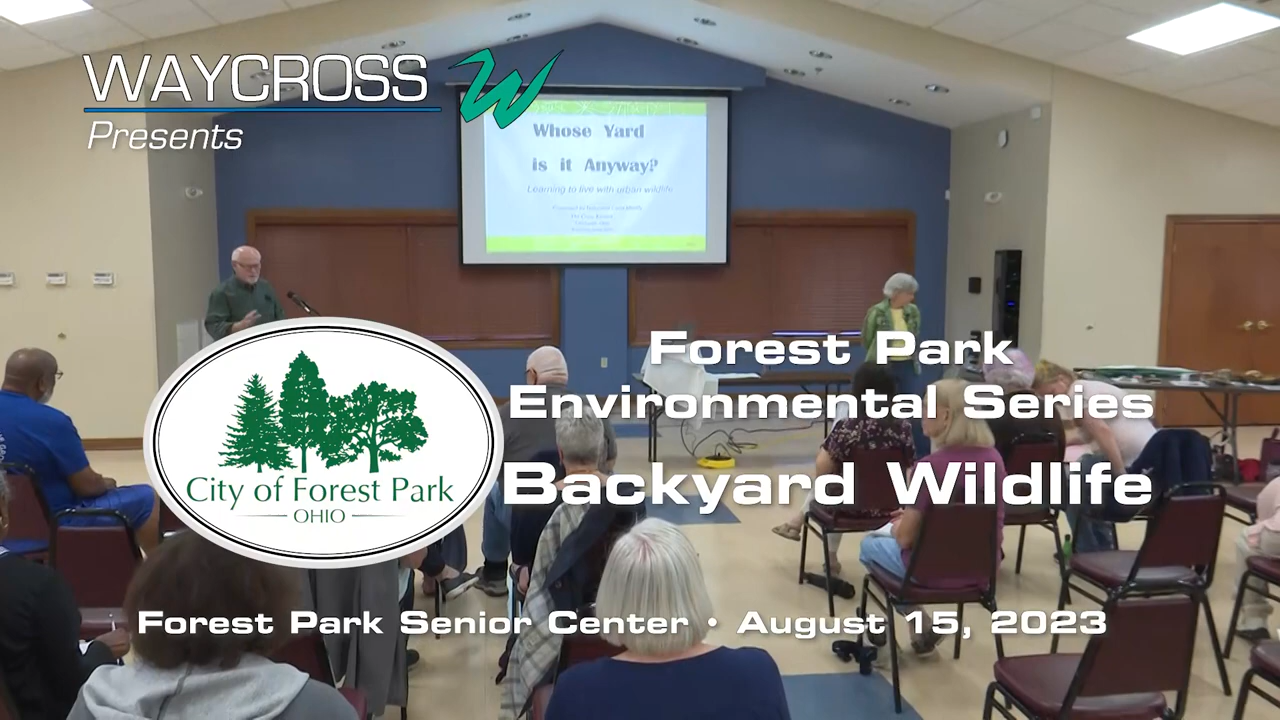 WAYCROSS W
Presents
Whose Yard
is it Anyway?
Learning to live with urban wildlife
Forest Park
Environmental Series
Backyard Wildlife
City of Forest Park
OHIO
Forest Park Senior Center • August 15, 2023